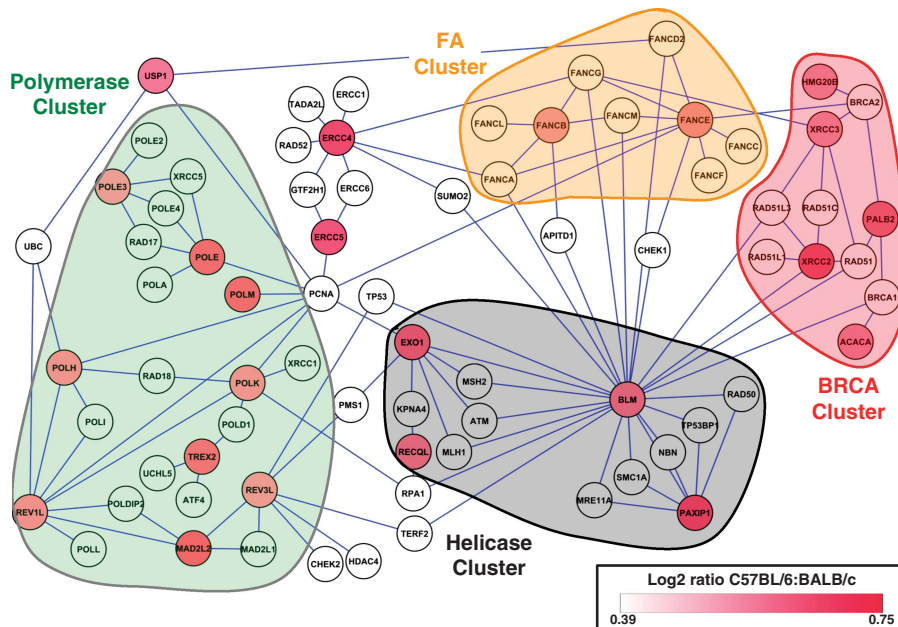 FA
Cluster
Polymerase
Cluster
USP1
FANCD2
FANCG
HMG20B
BRCA2
ERCC1
TADA2L
ERCC4
RAD52
GTF2H1
ERCC6
ERCC5
FANCL
FANCB
FANCM
FANCE
FANCC
FANCF
FANCA
XRCC3
POLE2
POLE3
XRCC5
POLE4
RAD17
POLE
POLA
POLM
UBC
SUMO2
APITD1
CHEK1
RAD51L3
RAD51C
PALB2
RAD51L1
XRCC2
RAD51
BRCA1
ACACA
BRCA
Cluster
PCNA
TP53
EXO1
MSH2
KPNA4
ATM
RECQL
MLH1
BLM
RAD50
TP53BP1
NBN
SMC1A
MRE11A
PAXIP1
POLH
RAD18
POLK
XRCC1
PMS1
POLI
POLD1
TREX2
UCHL5
ATF4
REV3L
RPA1
REV1L
POLDIP2
POLL
MAD2L2
MAD2L1
TERF2
CHEK2
HDAC4
Helicase
Cluster
Log2 ratio C57BL/6:BALB/c
0.39
0.75